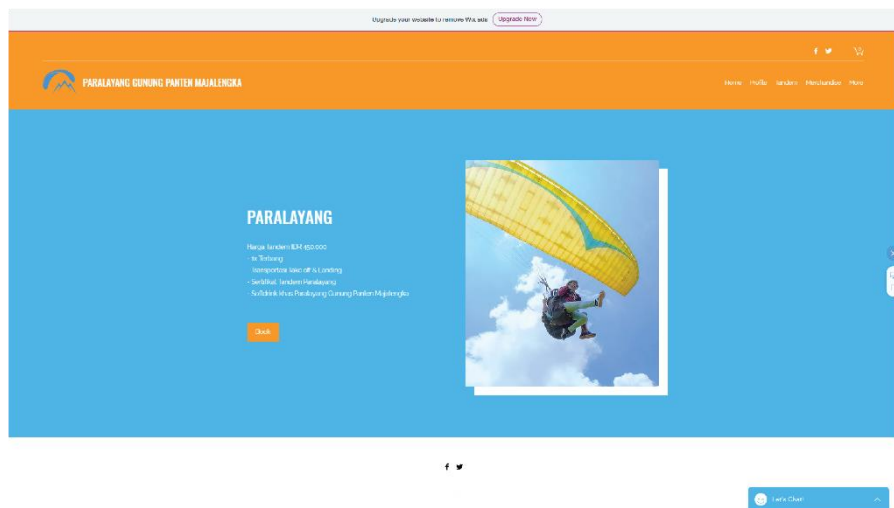 Upgrade your website to remove Wix ads
Upgrade Now
PARALAYANG GUNUNG PANTEN MAJALENGKA
Home Profile Tandem Merchandise More
PARALAYANG
Harga Tandem IDR 450.000
- 1x Terbang
- Transportasi Take off & Landing
- Sertifikat Tandem Paralayang
- Softdrink khas Paralayang Gunung Panten Majalengka
Let's Chat!